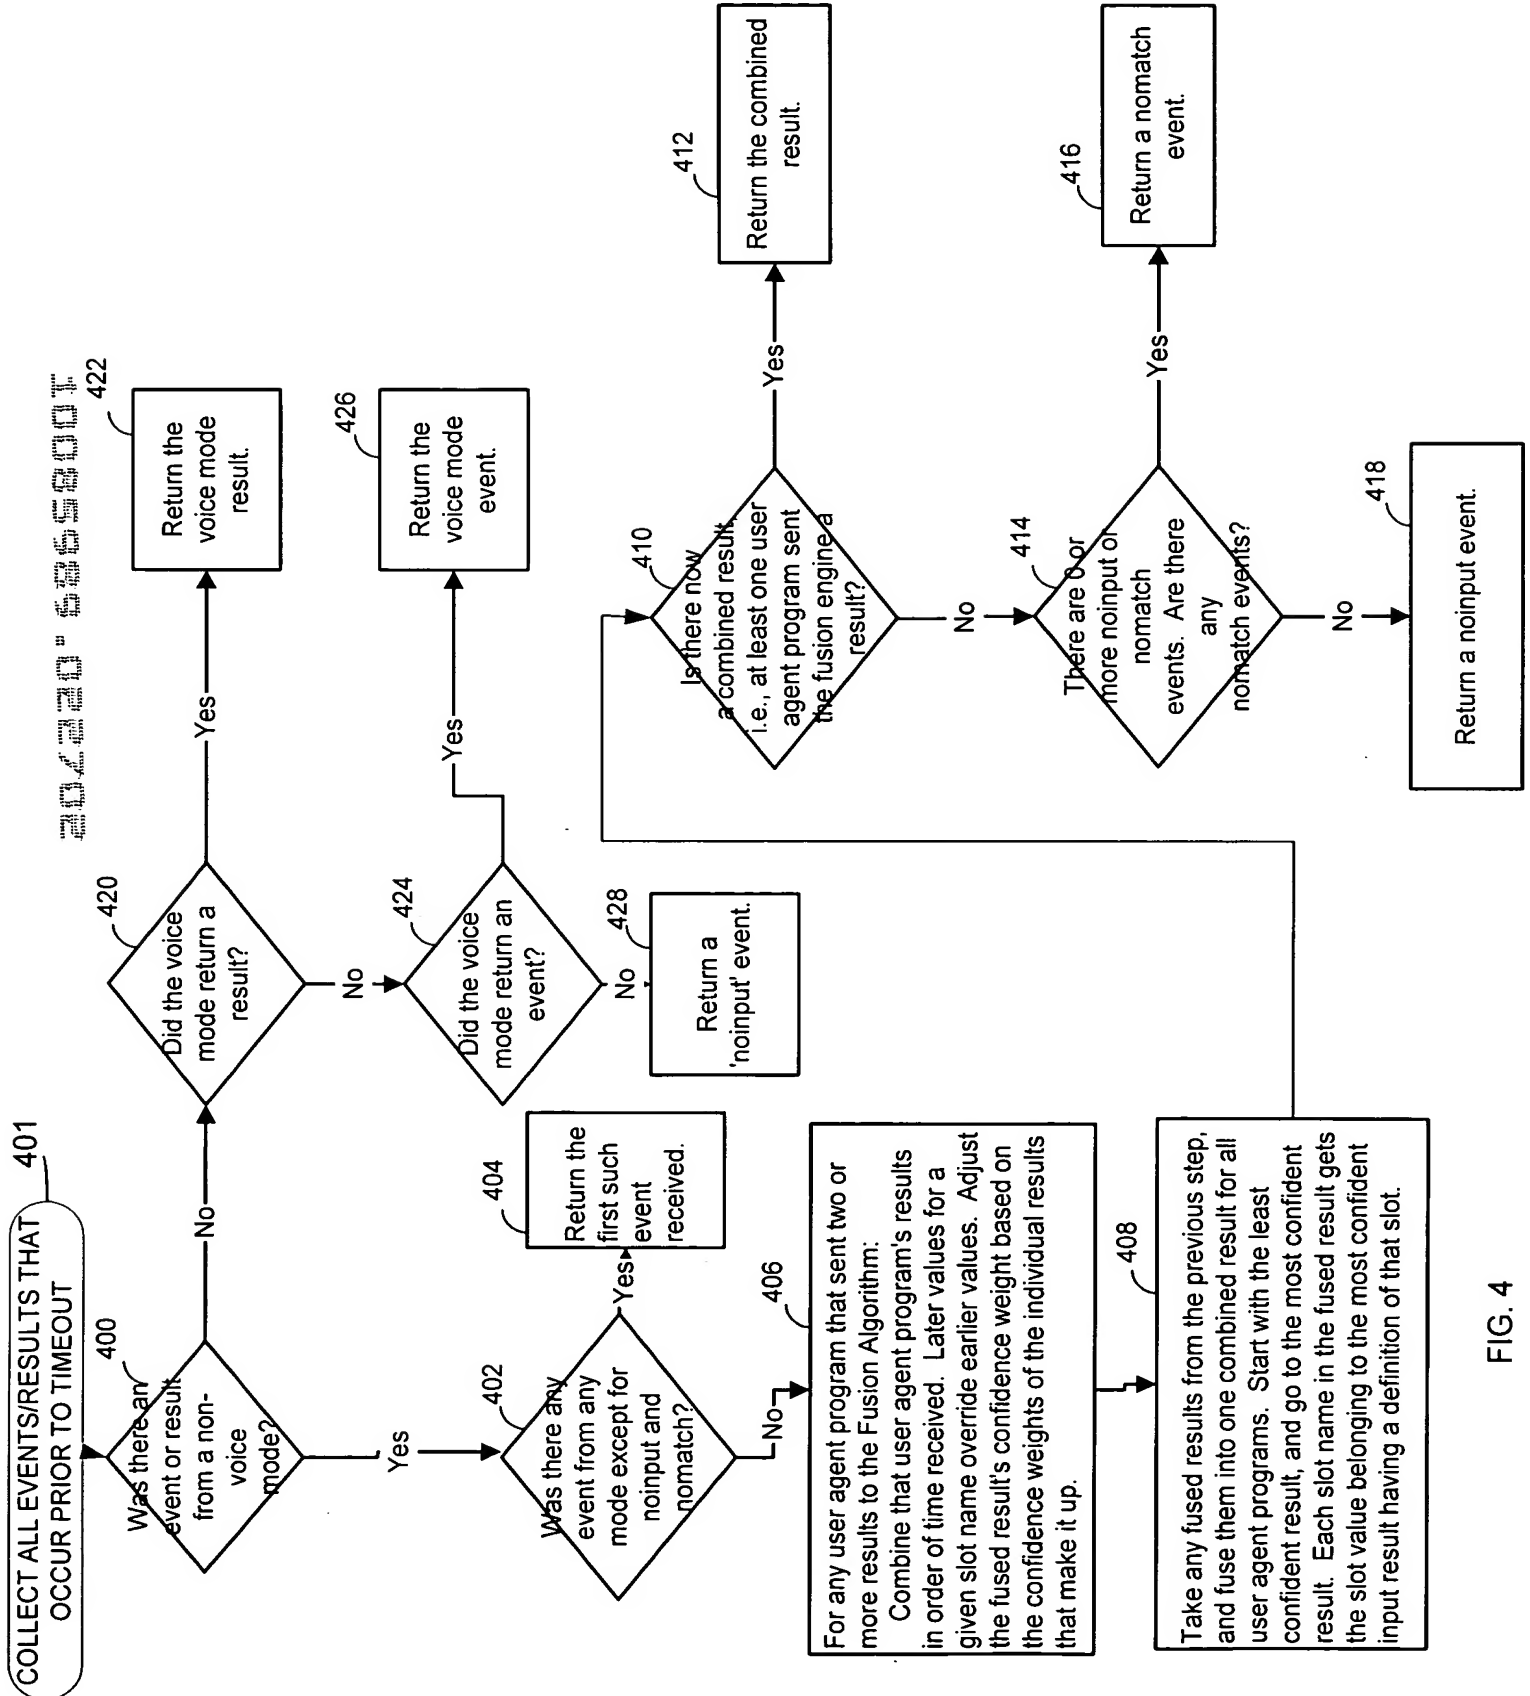 COLLECT ALL EVENTS/RESULTS THAT
OCCUR PRIOR TO TIMEOUT
401
400
Was there an
event or result
from a non-
voice
mode?
No
Yes
420
Did the voice
mode return a
result?
Yes
422
Return the
voice mode
result.
No
424
Did the voice
mode return an
event?
Yes
426
Return the
voice mode
event.
No
428
Return a
'noinput' event.
402
Was there any
event from any
mode except for
noinput and
nomatch?
Yes
404
Return the
first such
event
received.
No
406
For any user agent program that sent two or
more results to the Fusion Algorithm:
Combine that user agent program's results
in order of time received. Later values for a
given slot name override earlier values. Adjust
the fused result's confidence weight based on
the confidence weights of the individual results
that make it up.
408
Take any fused results from the previous step,
and fuse them into one combined result for all
user agent programs. Start with the least
confident result, and go to the most confident
result. Each slot name in the fused result gets
the slot value belonging to the most confident
input result having a definition of that slot.
410
Is there now
a combined result,
i.e., at least one user
agent program sent
the fusion engine a
result?
Yes
412
Return the combined
result.
No
414
There are 0 or
more noinput or
nomatch
events. Are there
any
nomatch events?
Yes
416
Return a nomatch
event.
No
418
Return a noinput event.
FIG. 4
10085989.022702